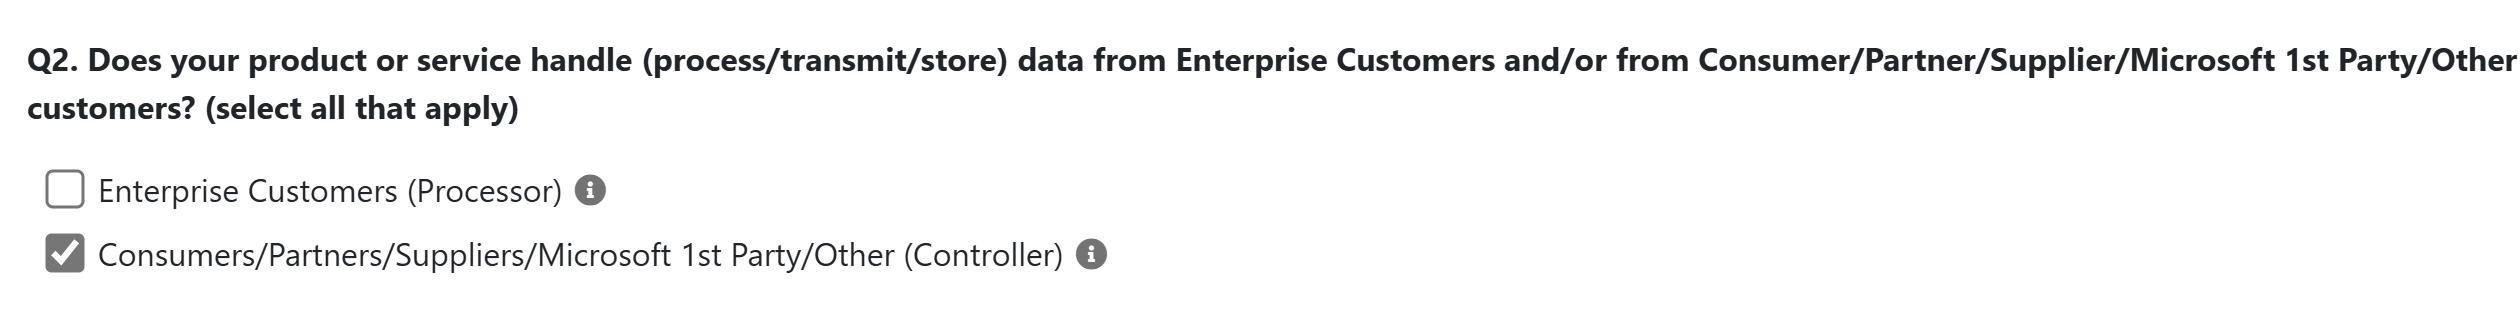 Q2. Does your product or service handle (process/transmit/store) data from Enterprise Customers and/or from Consumer/Partner/Supplier/Microsoft 1st Party/Other
customers? (select all that apply)
Enterprise Customers (Processor)
Consumers/Partners/Suppliers/Microsoft 1st Party/Other (Controller)